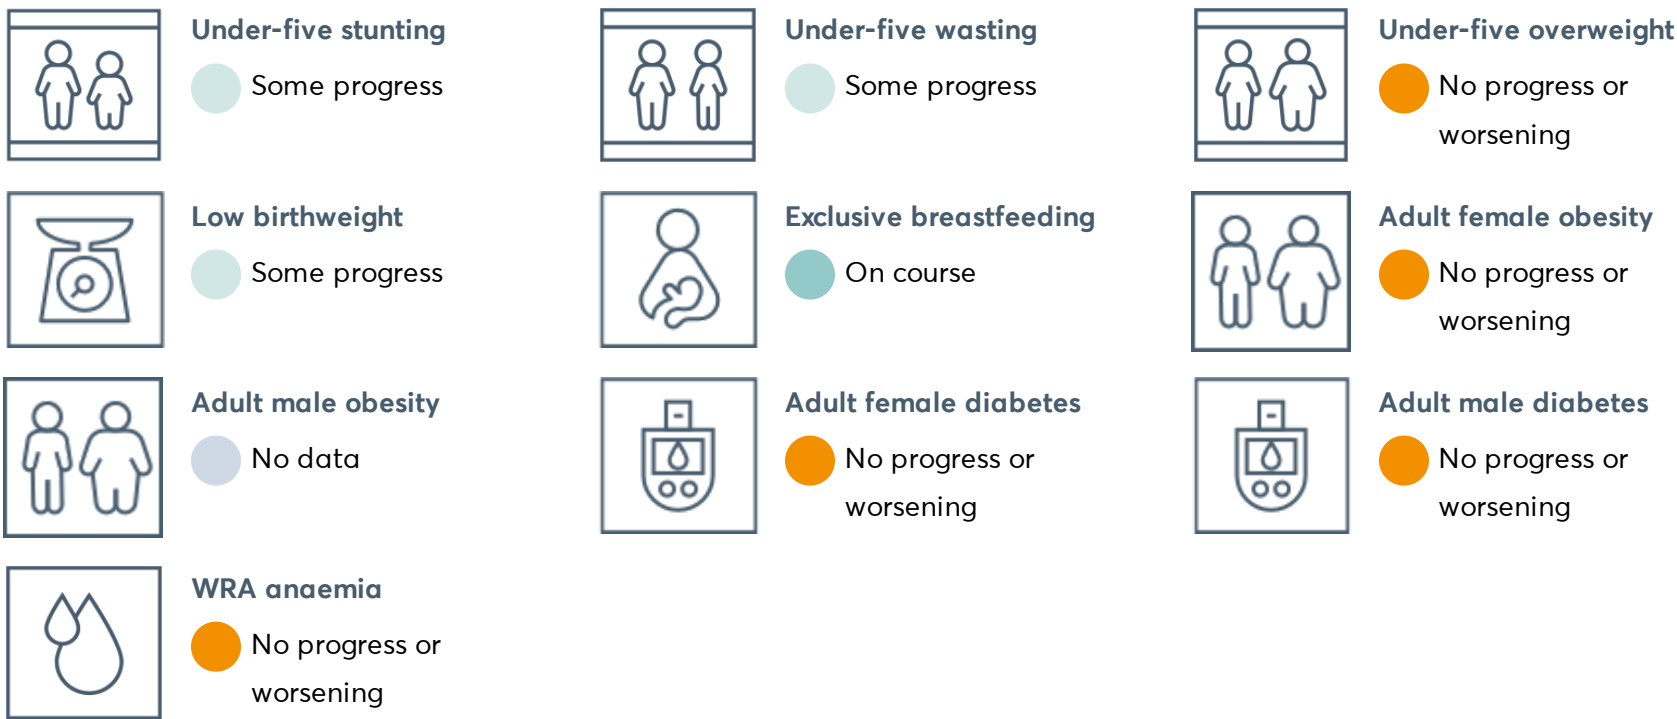 Under-five stunting
Some progress
Under-five wasting
Some progress
Under-five overweight
No progress or
worsening
Low birthweight
Some progress
Exclusive breastfeeding
On course
Adult female obesity
No progress or
worsening
Adult male obesity
No data
Adult female diabetes
No progress or
worsening
Adult male diabetes
No progress or
worsening
WRA anaemia
No progress or
worsening